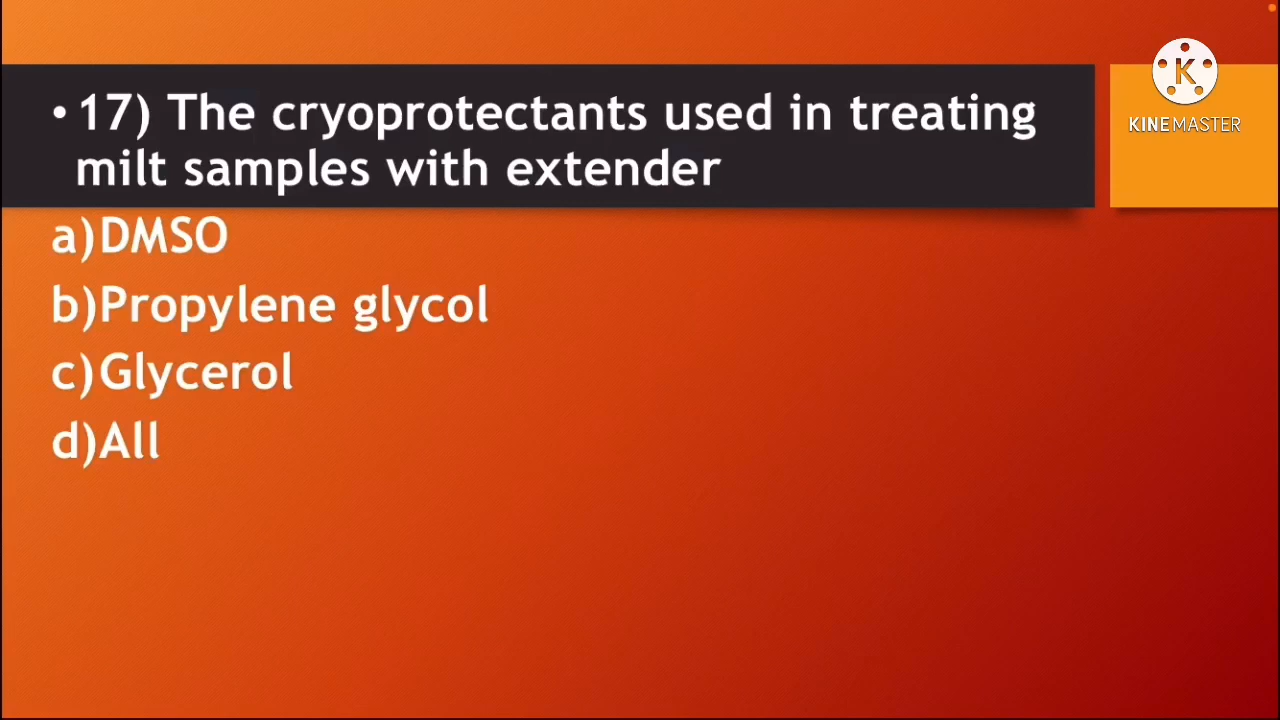 • 17) The cryoprotectants used in treating
milt samples with extender
K
KINEMASTER
a)DMSO
b)Propylene glycol
c)Glycerol
d)All